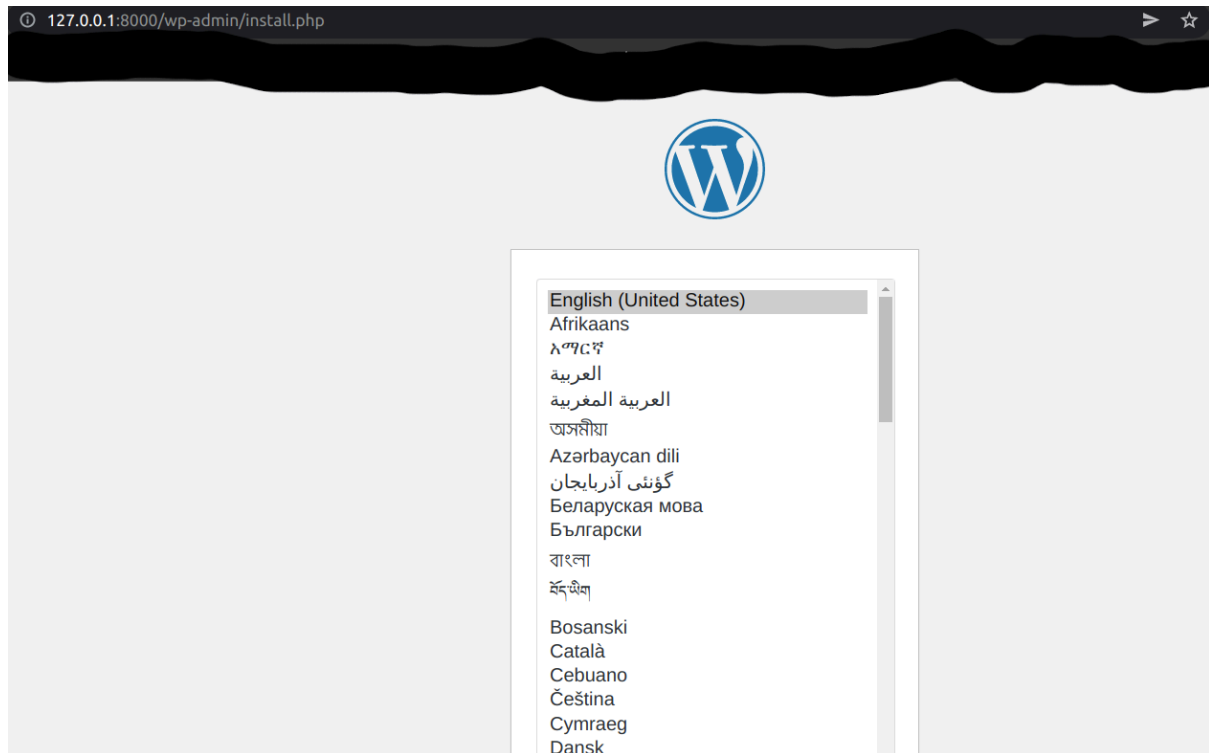 127.0.0.1:8000/wp-admin/install.php
English (United States)
Afrikaans
አማርኛ
العربية
العربية المغربية
অসমীয়া
Azərbaycan dili
گؤنئی آذربایجان
Беларуская мова
Български
বাংলা
བོད་ཡིག
Bosanski
Català
Cebuano
Čeština
Cymraeg
Dansk